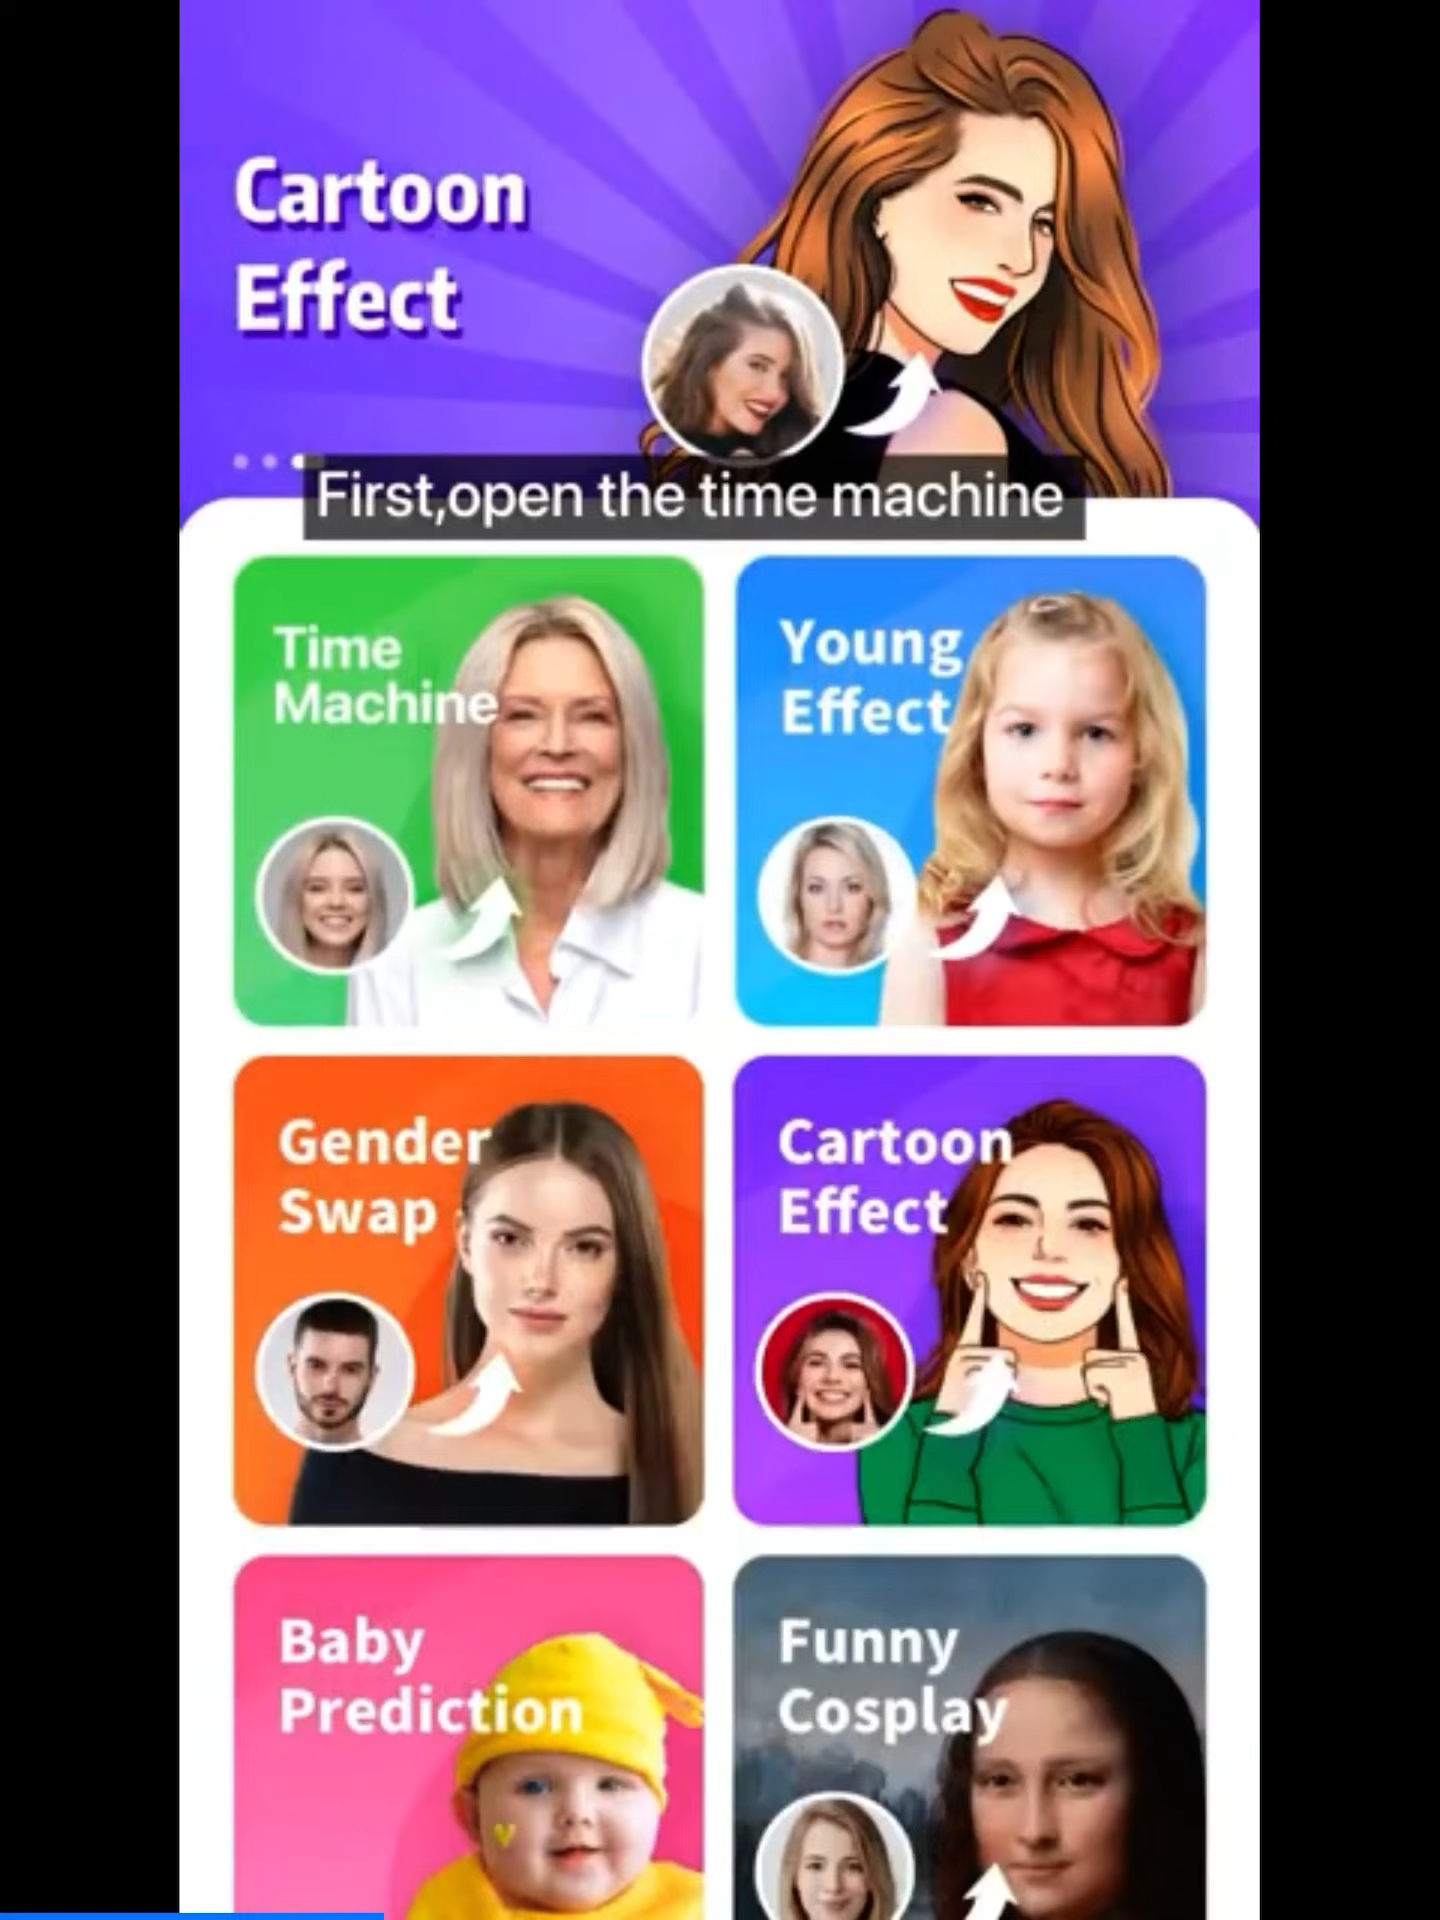 Cartoon
Effect
First,open the time machine
Time
Machine
Young
Effect
Gender
Swap
Cartoon
Effect
Baby
Prediction
Funny
Cosplay